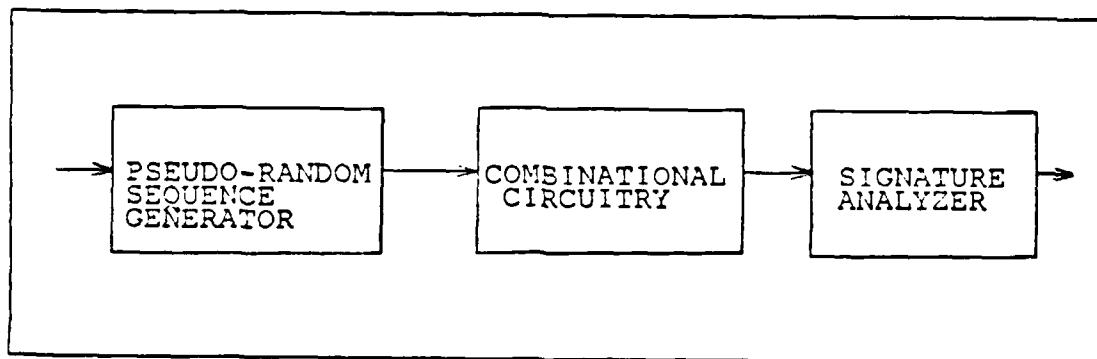 PSEUDO-RANDOM
SEQUENCE
GENERATOR
COMBINATIONAL
CIRCUITRY
SIGNATURE
ANALYZER